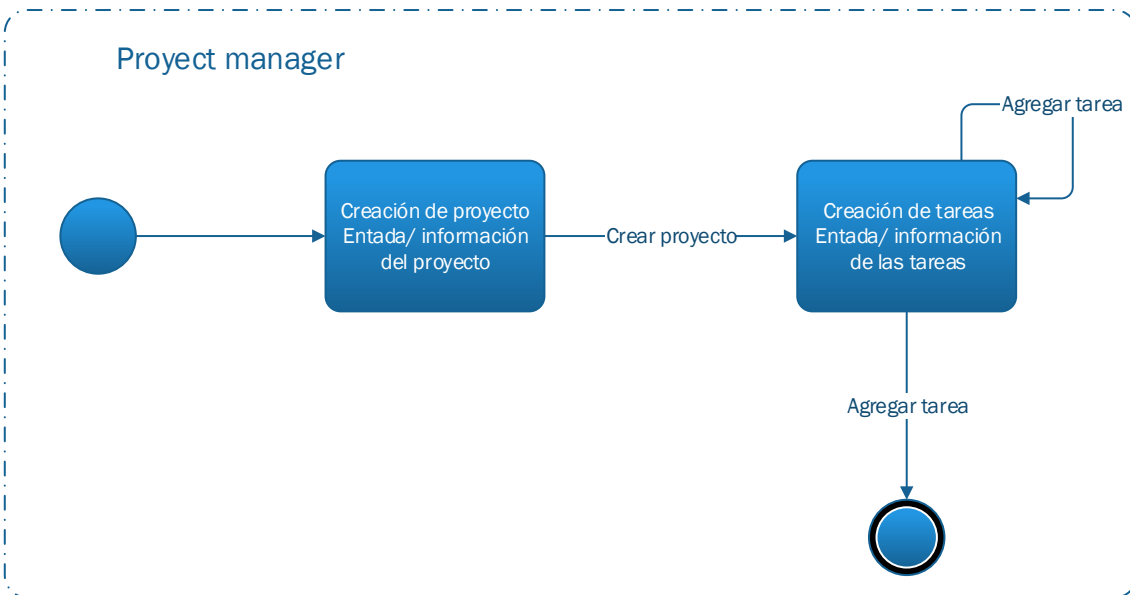 Proyect manager
Agregar tarea
Creación de proyecto
Entada/ información
del proyecto
Crear proyecto
Creación de tareas
Entada/ información
de las tareas
Agregar tarea